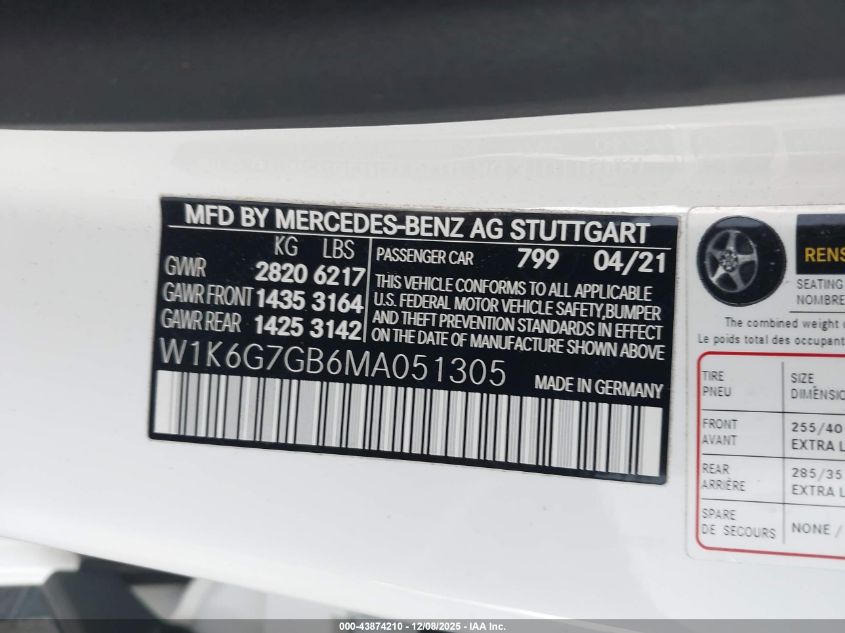 MFD BY MERCEDES-BENZ AG STUTTGART
KG LBS
GVWR 2820 6217
GAWR FRONT 1435 3164
GAWR REAR 1425 3142
PASSENGER CAR 799 04/21
THIS VEHICLE CONFORMS TO ALL APPLICABLE
U.S. FEDERAL MOTOR VEHICLE SAFETY,BUMPER
AND THEFT PREVENTION STANDARDS IN EFFECT
ON THE DATE OF MANUFACTURE SHOWN ABOVE.
W1K6G7GB6MA051305
MADE IN GERMANY
RENS
SEATING
NOMBRE
The combined weight o
Le poids total des occupant
TIRE SIZE
PNEU DIMENSIO
FRONT 255/40
AVANT EXTRA L
REAR 285/35
ARRIÈRE EXTRA L
SPARE
DE SECOURS NONE /
000-43874210 - 12/08/2025 - IAA Inc.